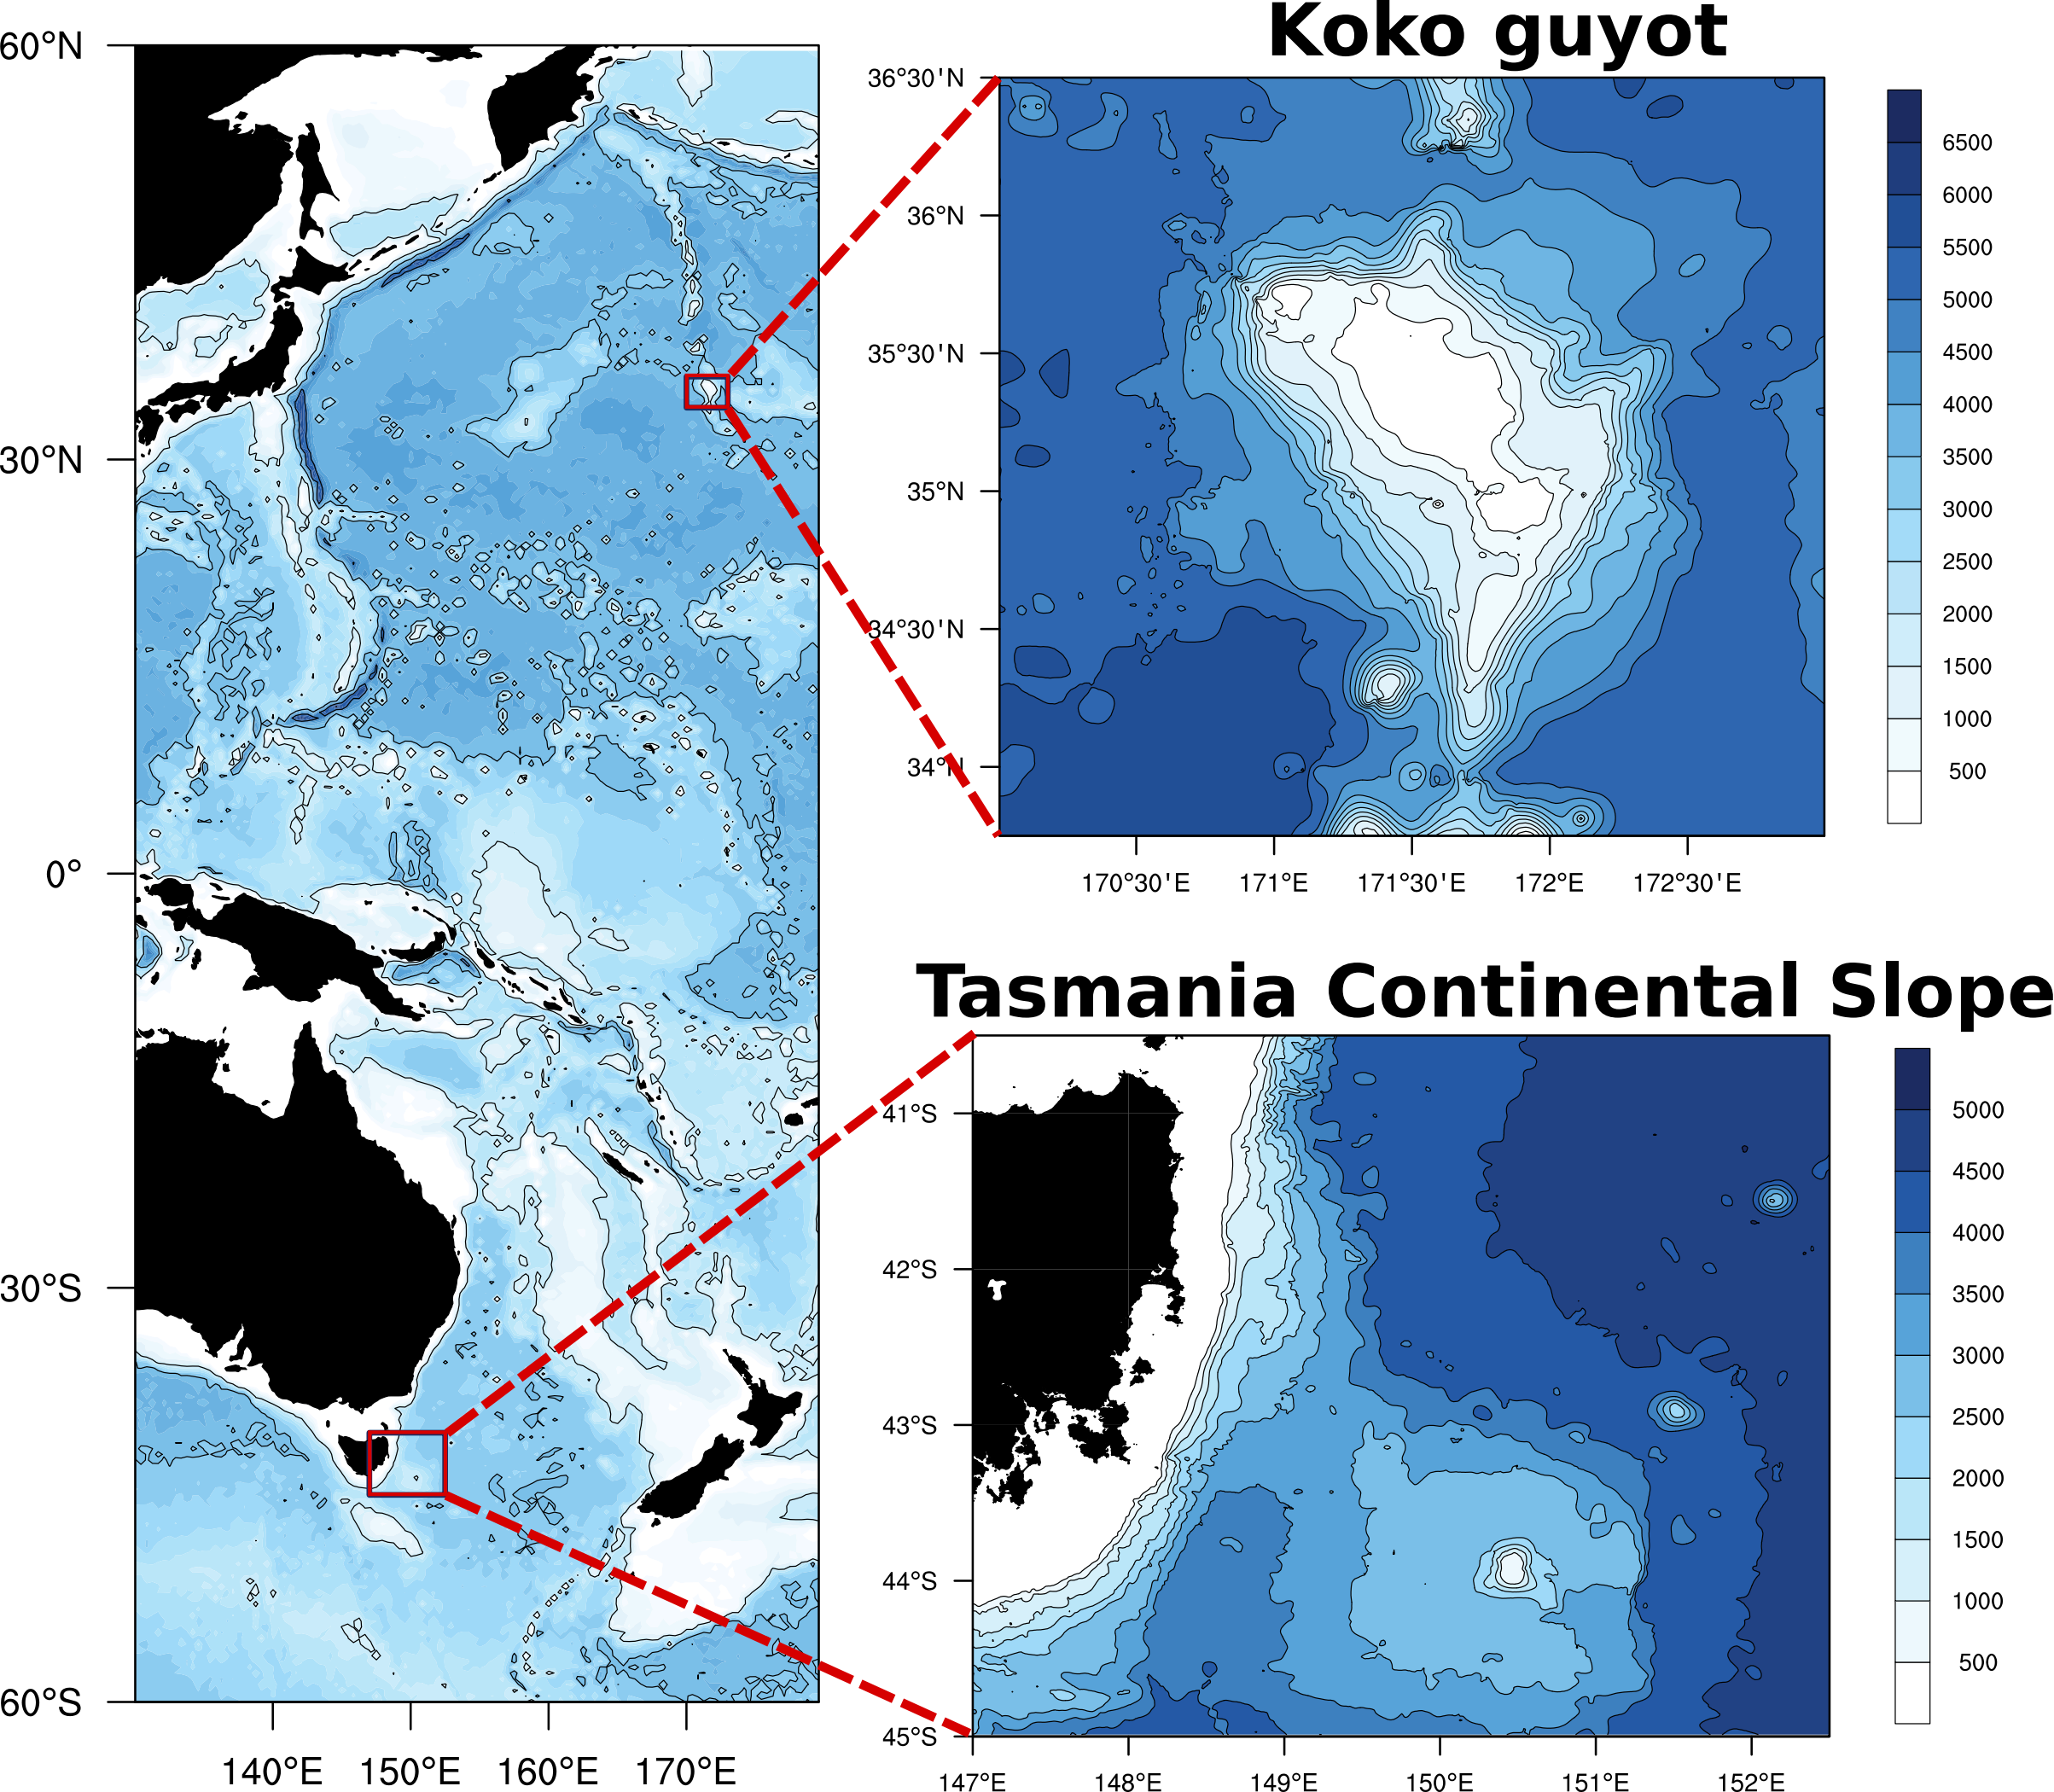 60°N
30°N
0°
30°S
60°S
140°E 150°E 160°E 170°E
Koko guyot
36°30'N
36°N
35°30'N
35°N
34°30'N
34°N
170°30'E 171°E 171°30'E 172°E 172°30'E
6500
6000
5500
5000
4500
4000
3500
3000
2500
2000
1500
1000
500
Tasmania Continental Slope
41°S
42°S
43°S
44°S
45°S
147°E 148°E 149°E 150°E 151°E 152°E
5000
4500
4000
3500
3000
2500
2000
1500
1000
500